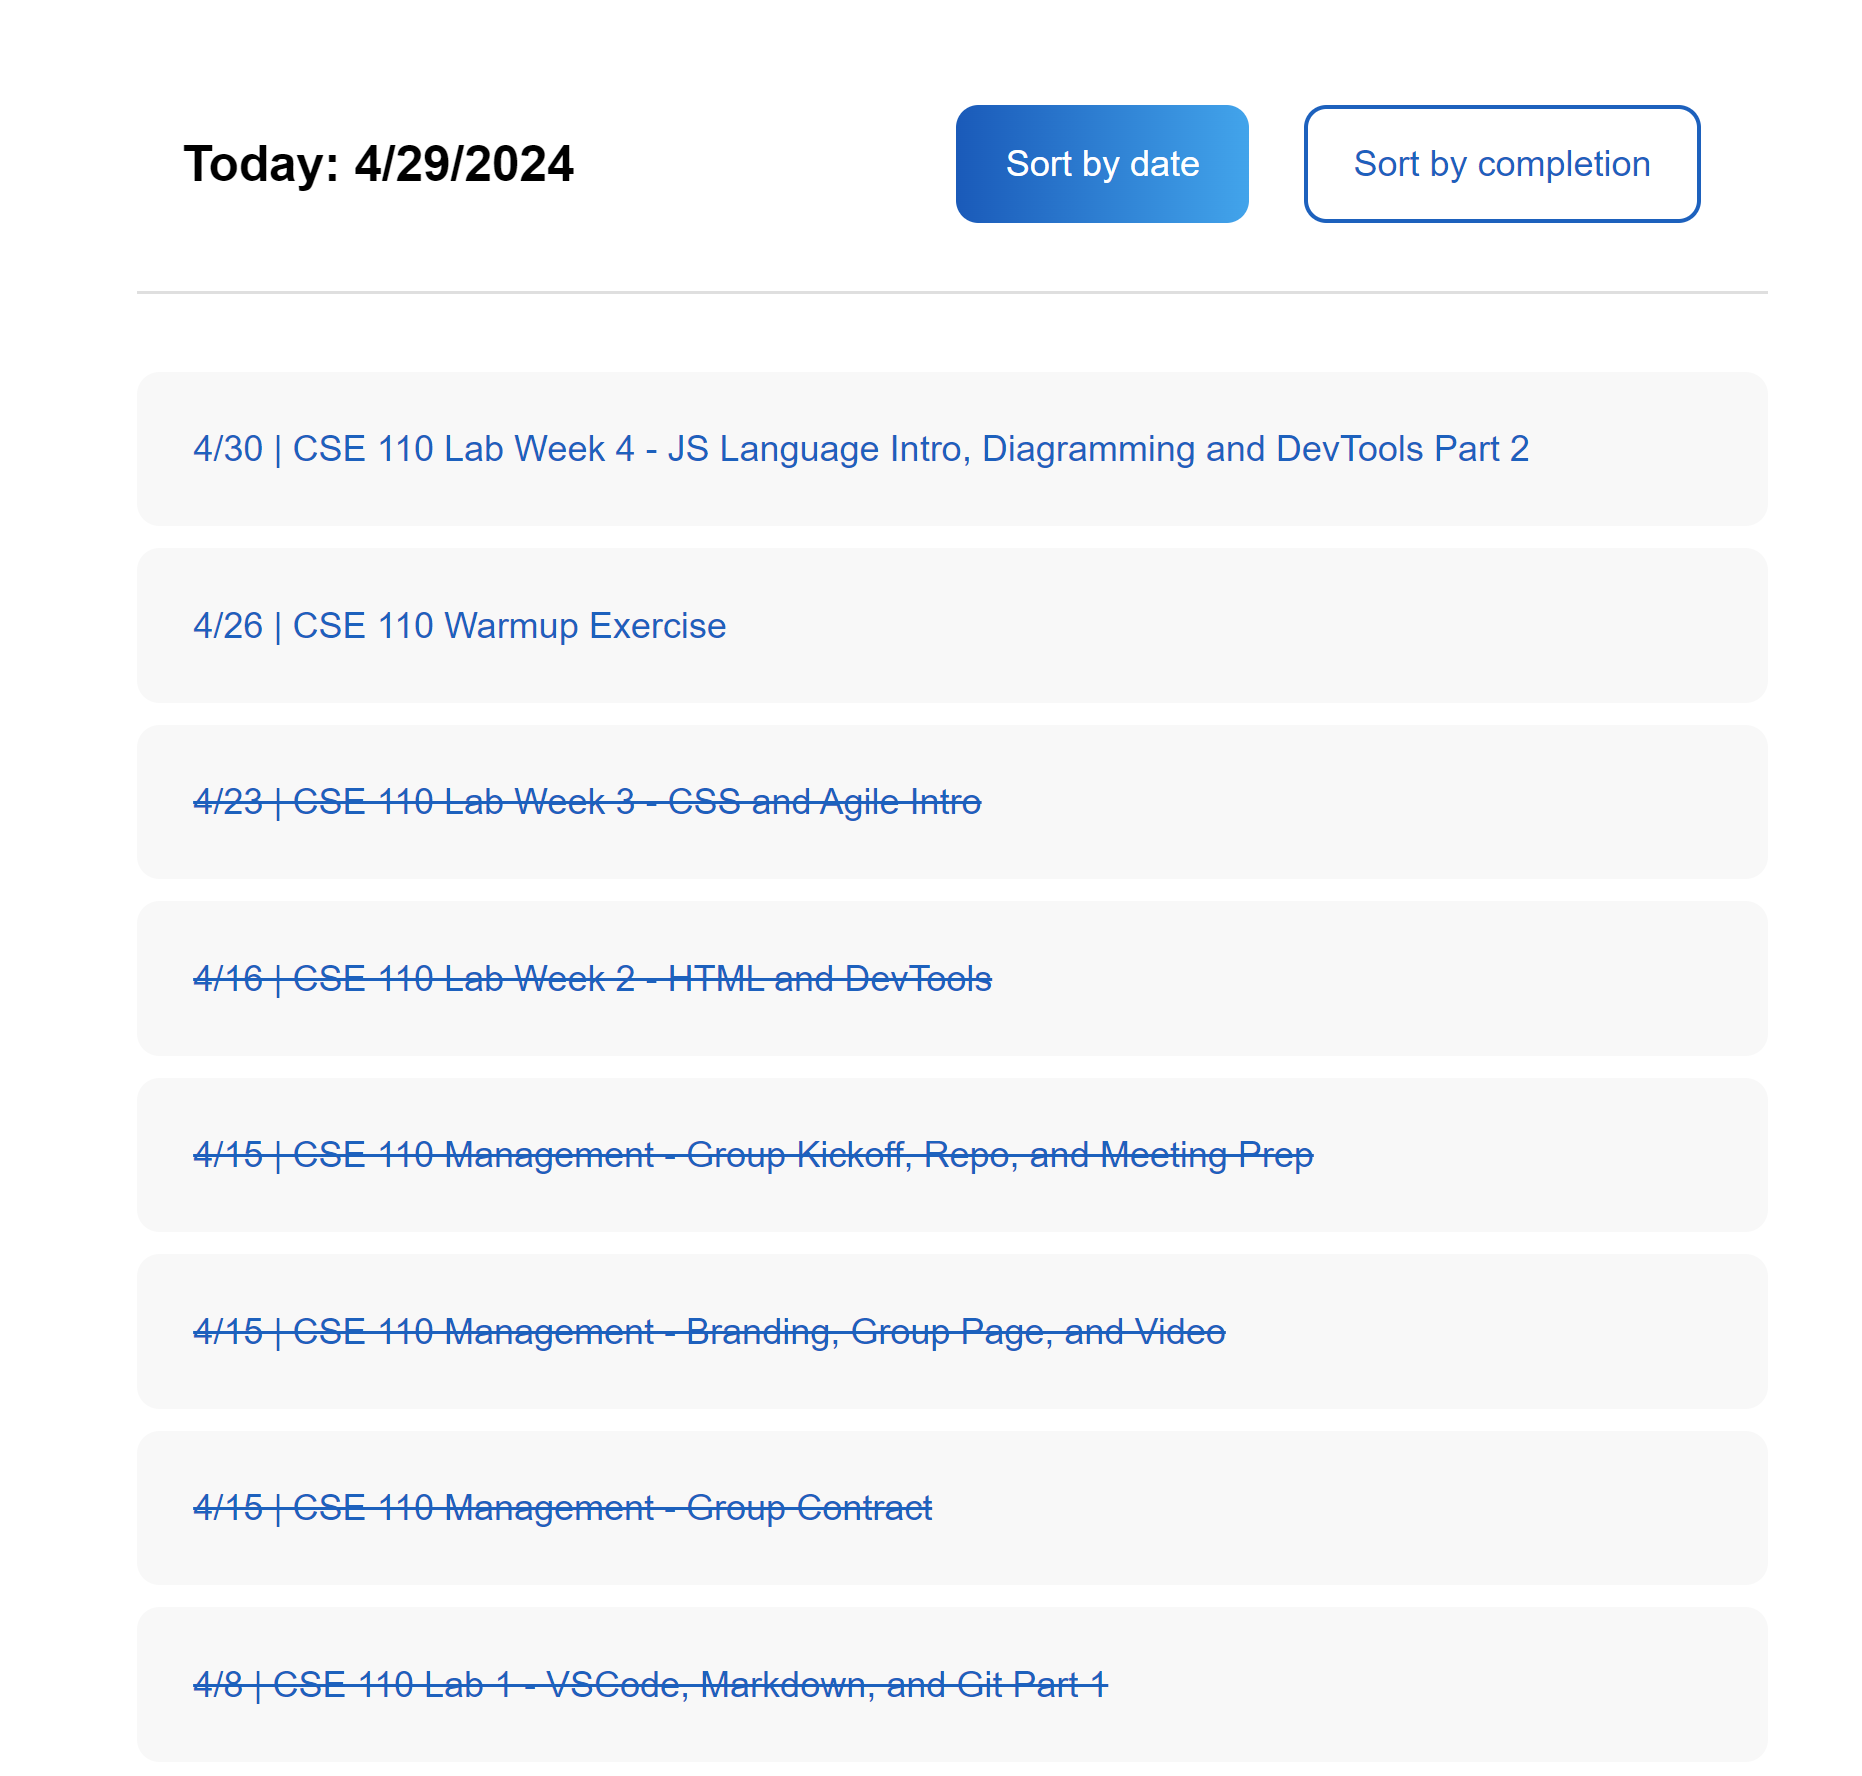 Today: 4/29/2024
Sort by date
Sort by completion
4/30 | CSE 110 Lab Week 4 - JS Language Intro, Diagramming and DevTools Part 2
4/26 | CSE 110 Warmup Exercise
4/23 | CSE 110 Lab Week 3 - CSS and Agile Intro
4/16 | CSE 110 Lab Week 2 - HTML and DevTools
4/15 | CSE 110 Management - Group Kickoff, Repo, and Meeting Prep
4/15 | CSE 110 Management - Branding, Group Page, and Video
4/15 | CSE 110 Management - Group Contract
4/8 | CSE 110 Lab 1 - VSCode, Markdown, and Git Part 1